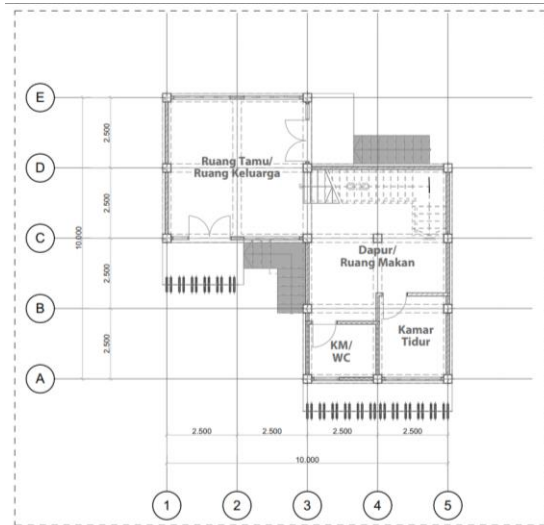 E
2.500
Ruang Tamu/
Ruang Keluarga
D
2.500
10.000
C
Dapur/
Ruang Makan
2.500
B
KM/
WC
Kamar
Tidur
2.500
A
2.500
2.500
2.500
2.500
10.000
1
2
3
4
5